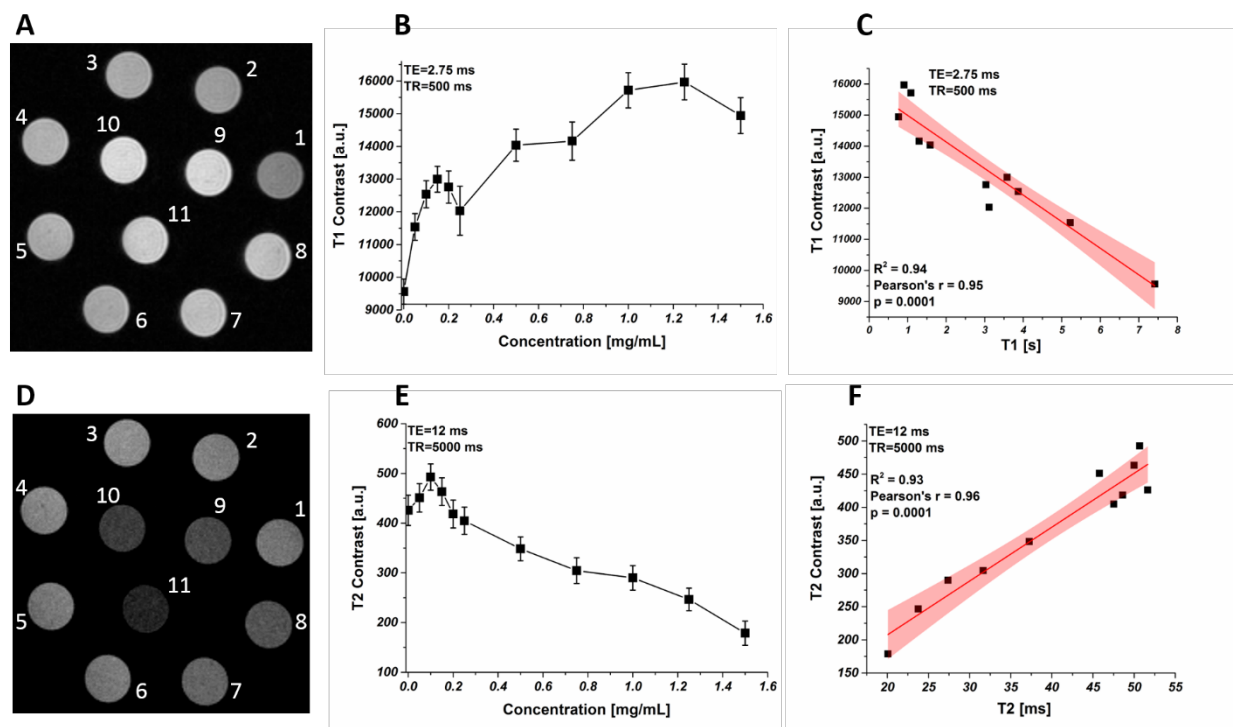 A
3
2
4
10
9
1
11
5
8
6
7
B
TE=2.75 ms
TR=500 ms
T1 Contrast [a.u.]
16000
15000
14000
13000
12000
11000
10000
9000
0.0 0.2 0.4 0.6 0.8 1.0 1.2 1.4 1.6
Concentration [mg/mL]
C
TE=2.75 ms
TR=500 ms
T1 Contrast [a.u.]
16000
15000
14000
13000
12000
11000
10000
9000
R² = 0.94
Pearson's r = 0.95
p = 0.0001
0 1 2 3 4 5 6 7 8
T1 [s]
D
3
2
4
10
9
1
11
5
8
6
7
E
TE=12 ms
TR=5000 ms
T2 Contrast [a.u.]
600
500
400
300
200
100
0.0 0.2 0.4 0.6 0.8 1.0 1.2 1.4 1.6
Concentration [mg/mL]
F
TE=12 ms
TR=5000 ms
R² = 0.93
Pearson's r = 0.96
p = 0.0001
T2 Contrast [a.u.]
500
450
400
350
300
250
200
150
20 25 30 35 40 45 50 55
T2 [ms]